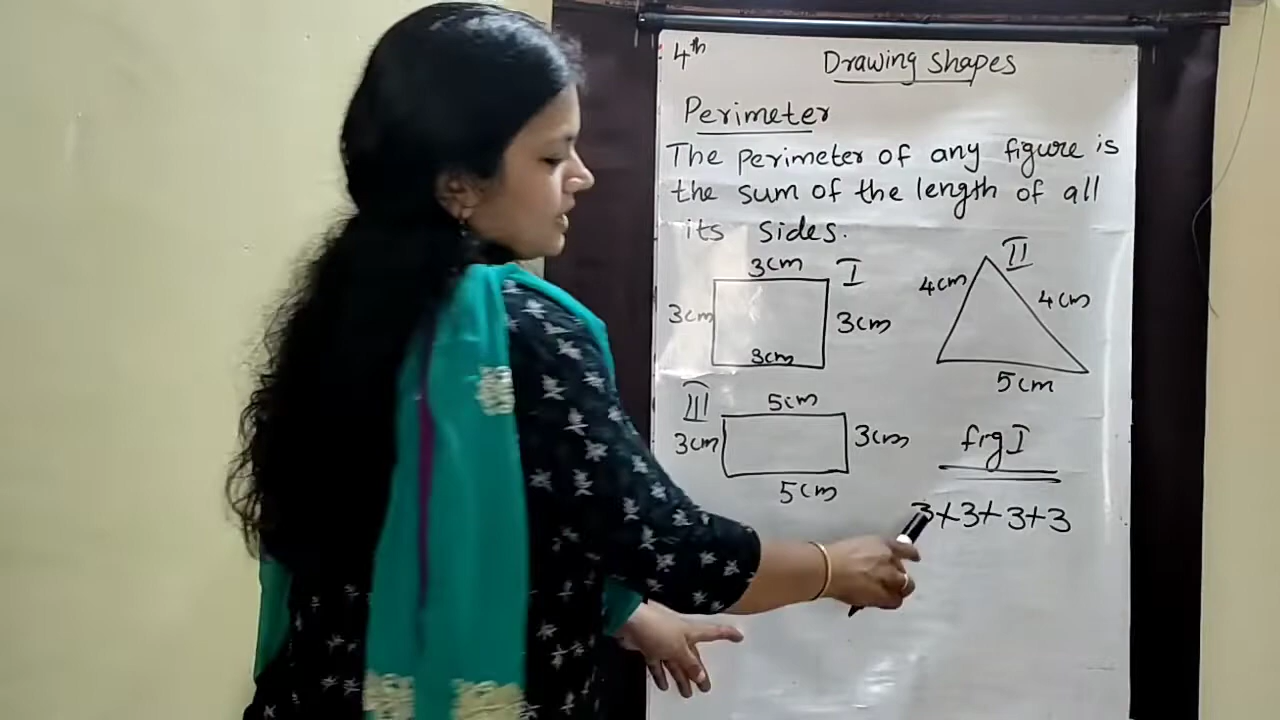 4th
Drawing Shapes
Perimeter
The perimeter of any figure is
the sum of the length of all
its sides.
3cm I
3cm
3cm
3cm
II
4cm
4cm
5cm
III
5cm
3cm
3cm
5cm
frg I
3+3+3+3